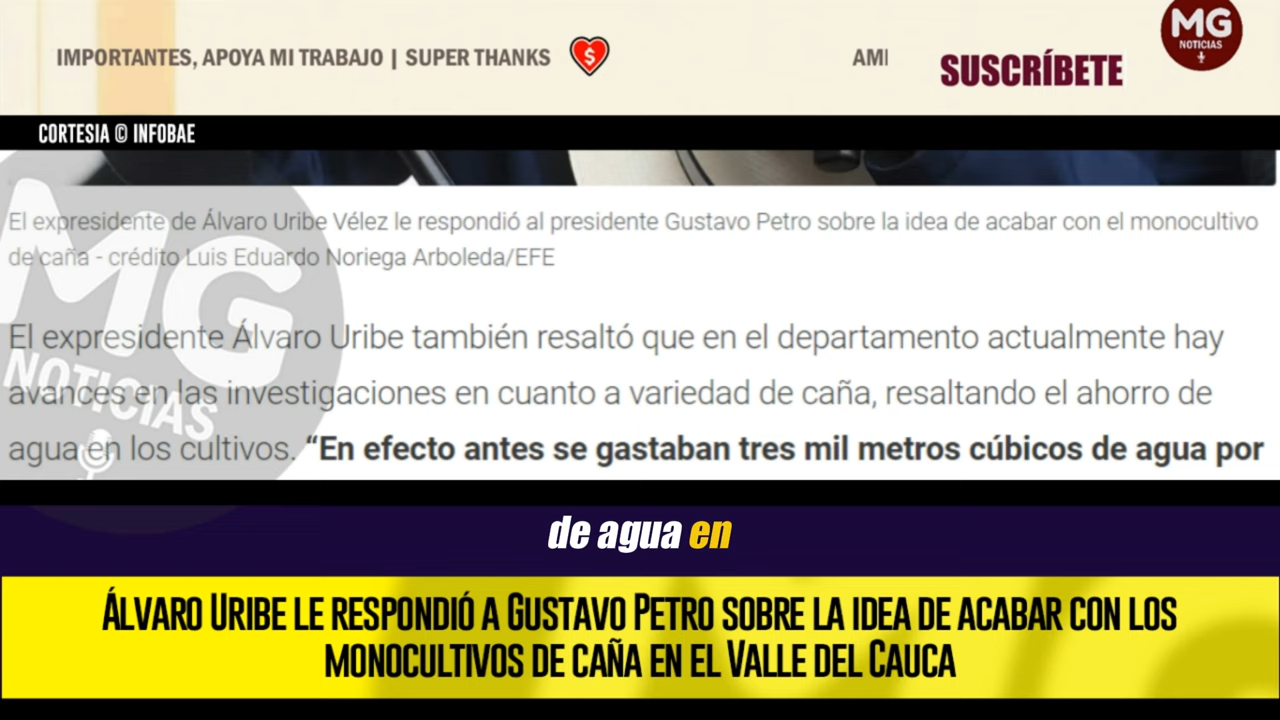 IMPORTANTES, APOYA MI TRABAJO | SUPER THANKS
AMI
SUSCRÍBETE
MG
NOTICIAS
CORTESIA © INFOBAE
El expresidente de Álvaro Uribe Vélez le respondió al presidente Gustavo Petro sobre la idea de acabar con el monocultivo
de caña - crédito Luis Eduardo Noriega Arboleda/EFE
El expresidente Álvaro Uribe también resaltó que en el departamento actualmente hay
avances en las investigaciones en cuanto a variedad de caña, resaltando el ahorro de
agua en los cultivos. “En efecto antes se gastaban tres mil metros cúbicos de agua por
MG
NOTICIAS
de agua en
ÁLVARO URIBE LE RESPONDIÓ A GUSTAVO PETRO SOBRE LA IDEA DE ACABAR CON LOS
MONOCULTIVOS DE CAÑA EN EL VALLE DEL CAUCA